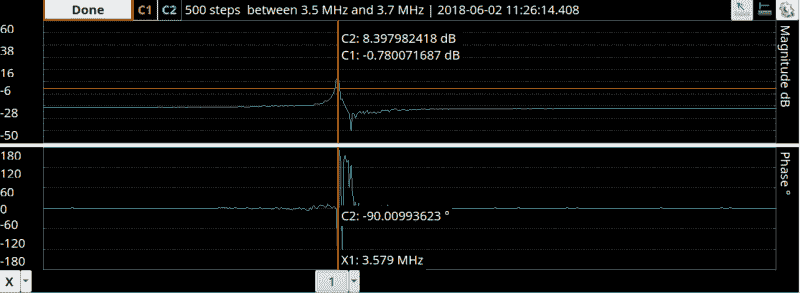 Done C1 C2 500 steps between 3.5 MHz and 3.7 MHz | 2018-06-02 11:26:14.408
60
38
16
-6
-28
-50
C2: 8.397982418 dB
C1: -0.780071687 dB
Magnitude dB
180
120
60
0
-60
-120
-180
C2: -90.00993623 °
X1: 3.579 MHz
Phase °
X 1